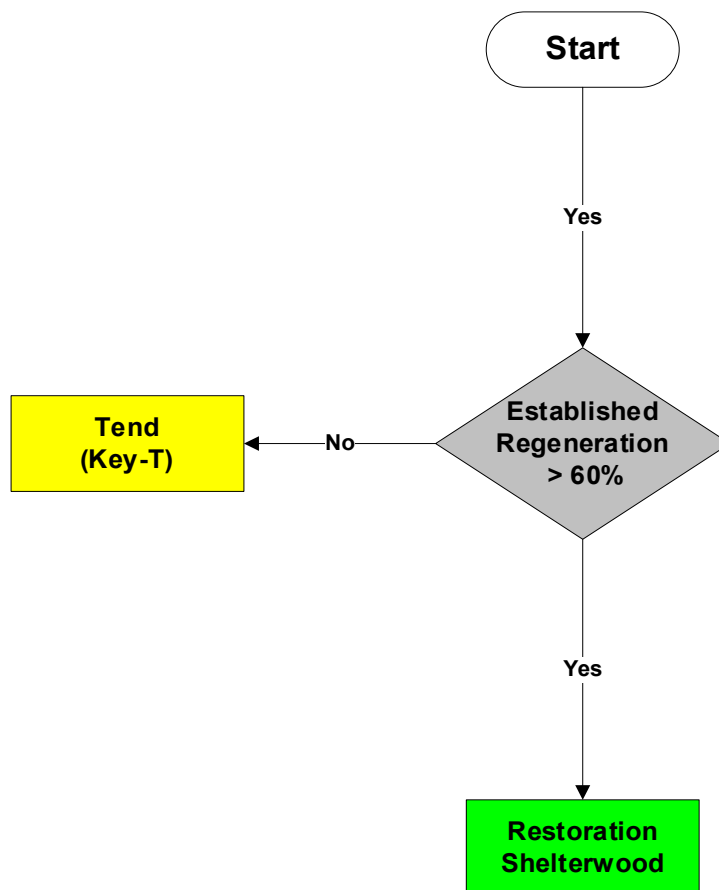 Start
Yes
Established
Regeneration
> 60%
No
Tend
(Key-T)
Yes
Restoration
Shelterwood